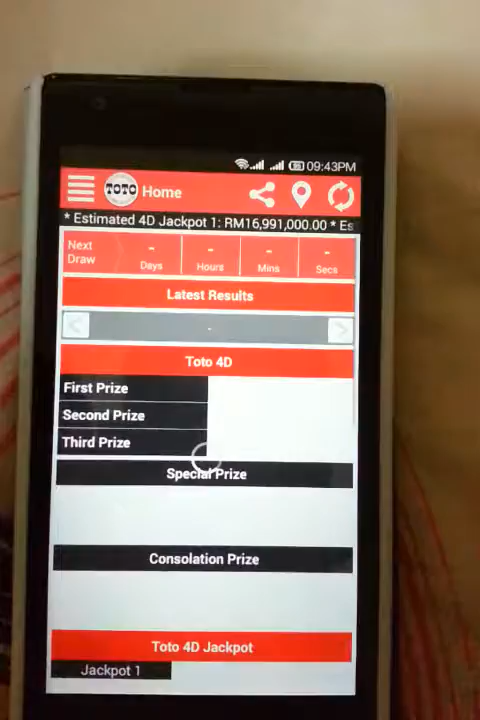 09:43PM
TOTO Home
* Estimated 4D Jackpot 1: RM16,991,000.00 * Es
Next Draw
- Days - Hours - Mins - Secs
Latest Results
< - >
Toto 4D
First Prize
Second Prize
Third Prize
Special Prize
Consolation Prize
Toto 4D Jackpot
Jackpot 1